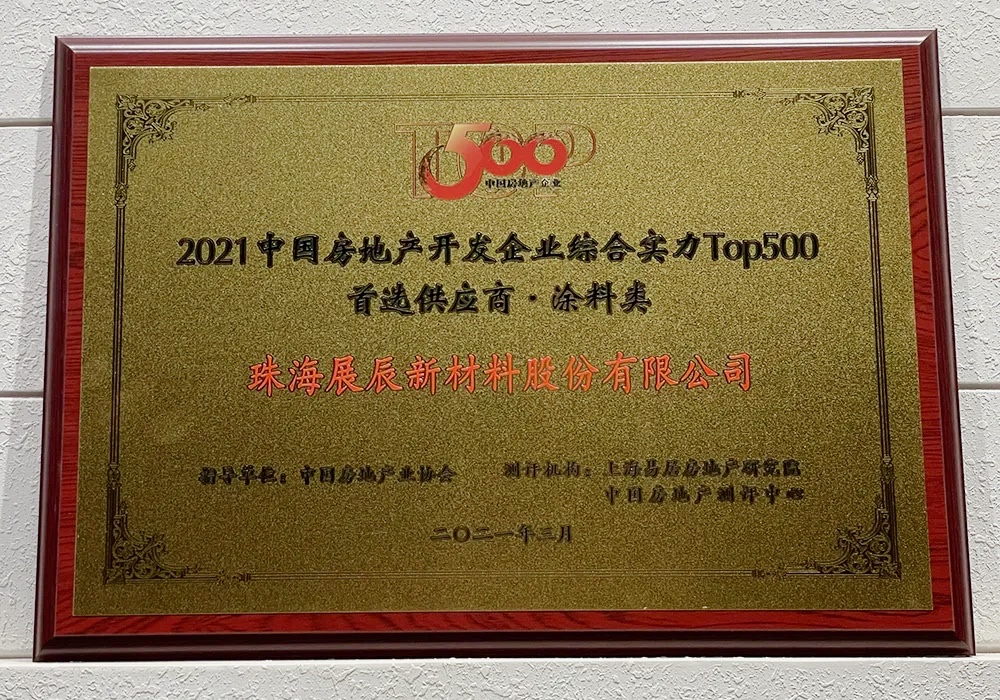 TOP
500
中国房地产企业
2021中国房地产开发企业综合实力Top500
首选供应商·涂料类
珠海展辰新材料股份有限公司
指导单位：中国房地产业协会
测评机构：上海易居房地产研究院
中国房地产测评中心
二〇二一年三月